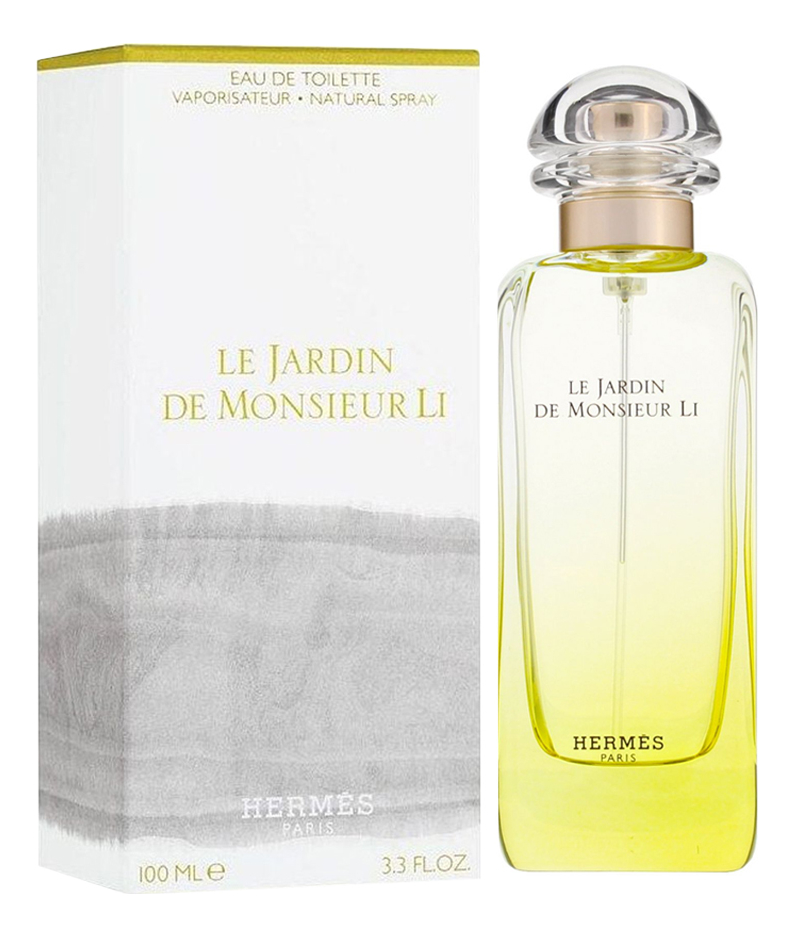 EAU DE TOILETTE
VAPORISATEUR • NATURAL SPRAY
LE JARDIN
DE MONSIEUR LI
HERMÈS
PARIS
100 ML e
3.3 FL.OZ.
LE JARDIN
DE MONSIEUR LI
HERMÈS
PARIS